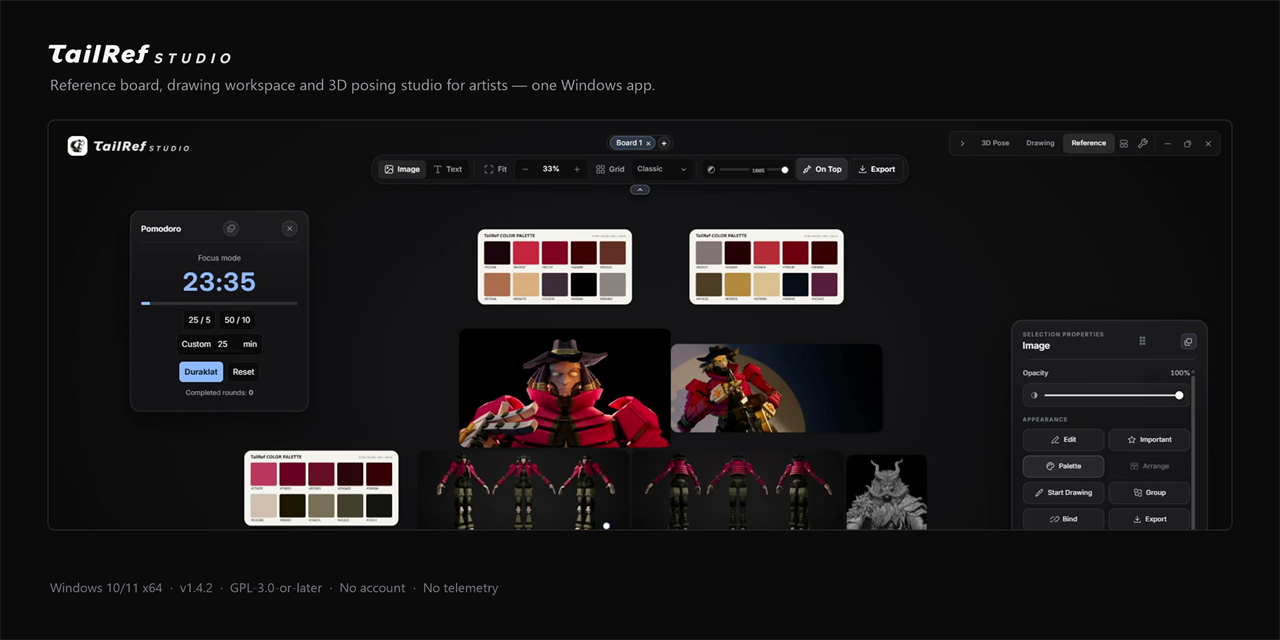 TailRef STUDIO
Reference board, drawing workspace and 3D posing studio for artists — one Windows app.
TailRef STUDIO
Board 1 × +
3D Pose Drawing Reference
Image Text Fit − 33% + Grid Classic 100% On Top Export
Pomodoro
Focus mode
23:35
25 / 5 50 / 10
Custom 25 min
Duraklat Reset
Completed rounds: 0
TailRef COLOR PALETTE
TailRef COLOR PALETTE
TailRef COLOR PALETTE
SELECTION PROPERTIES
Image
Opacity 100%
APPEARANCE
Edit Important
Palette Arrange
Start Drawing Group
Bind Export
Windows 10/11 x64 · v1.4.2 · GPL-3.0-or-later · No account · No telemetry